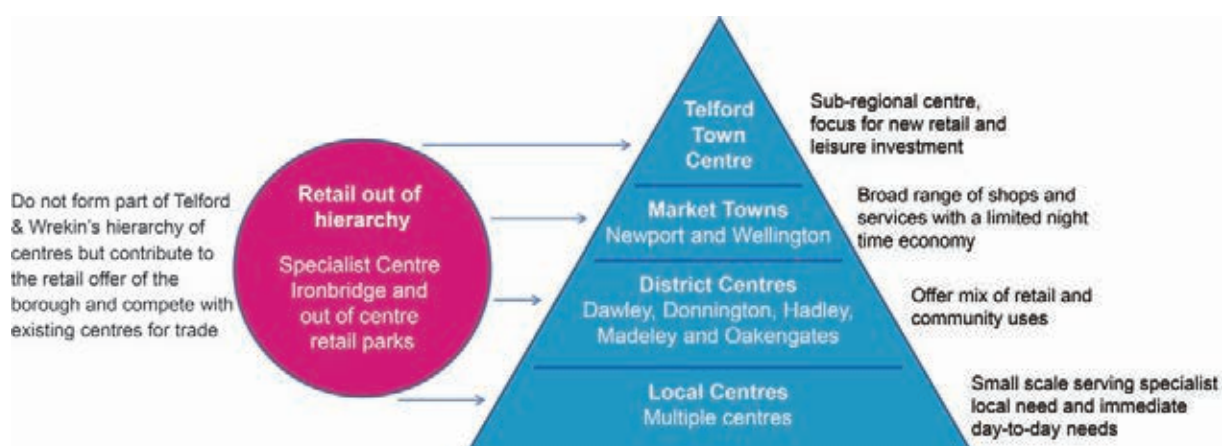 Do not form part of Telford
& Wrekin's hierarchy of
centres but contribute to
the retail offer of the
borough and compete with
existing centres for trade
Retail out of
hierarchy
Specialist Centre
Ironbridge and
out of centre
retail parks
Telford
Town
Centre
Sub-regional centre,
focus for new retail and
leisure investment
Market Towns
Newport and Wellington
Broad range of shops and
services with a limited night
time economy
District Centres
Dawley, Donnington, Hadley,
Madeley and Oakengates
Offer mix of retail and
community uses
Local Centres
Multiple centres
Small scale serving specialist
local need and immediate
day-to-day needs